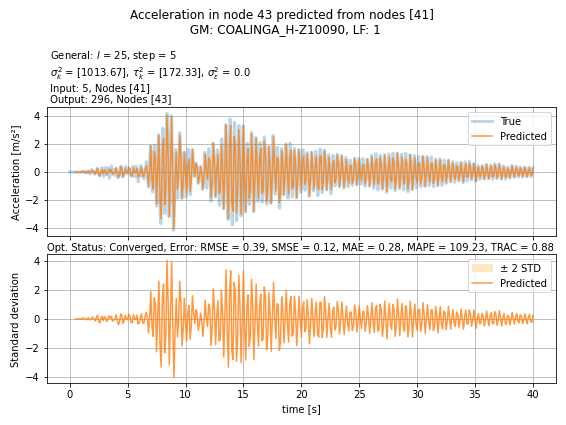 Acceleration in node 43 predicted from nodes [41]
GM: COALINGA_H-Z10090, LF: 1
General: l = 25, step = 5
σ²ₖ = [1013.67], τ²ₖ = [172.33], σ²ε = 0.0
Input: 5, Nodes [41]
Output: 296, Nodes [43]
Acceleration [m/s²]
4
2
0
−2
−4
True
Predicted
Opt. Status: Converged, Error: RMSE = 0.39, SMSE = 0.12, MAE = 0.28, MAPE = 109.23, TRAC = 0.88
Standard deviation
4
2
0
−2
−4
± 2 STD
Predicted
0 5 10 15 20 25 30 35 40
time [s]